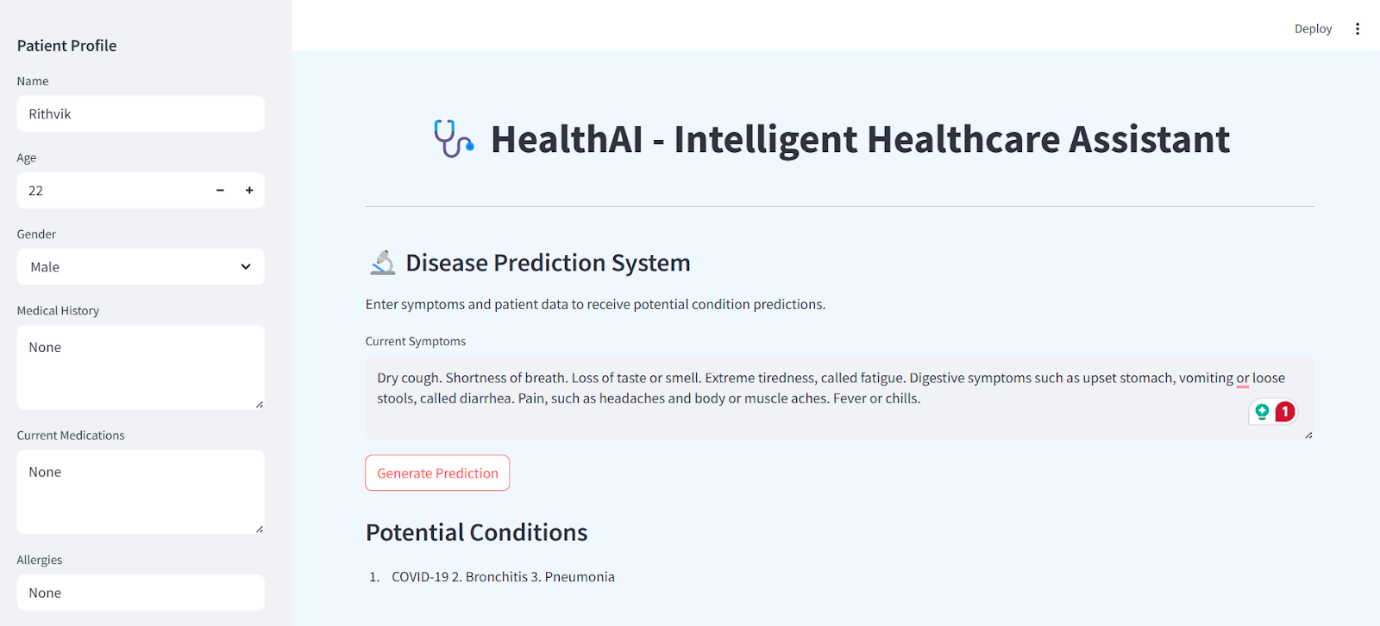 Deploy
Patient Profile
Name
Rithvik
Age
22
Gender
Male
Medical History
None
Current Medications
None
Allergies
None
HealthAI - Intelligent Healthcare Assistant
Disease Prediction System
Enter symptoms and patient data to receive potential condition predictions.
Current Symptoms
Dry cough. Shortness of breath. Loss of taste or smell. Extreme tiredness, called fatigue. Digestive symptoms such as upset stomach, vomiting or loose
stools, called diarrhea. Pain, such as headaches and body or muscle aches. Fever or chills.
1
Generate Prediction
Potential Conditions
1. COVID-19 2. Bronchitis 3. Pneumonia